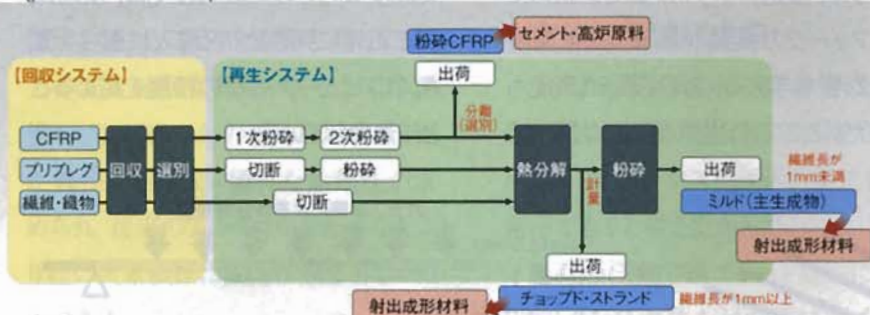 粉砕CFRP
セメント・高炉原料
【回収システム】
【再生システム】
出荷
分離
(選別)
CFRP
プリプレグ
繊維・織物
回収
選別
1次粉砕
2次粉砕
切断
粉砕
切断
熱分解
計量
粉砕
出荷
繊維長が
1mm未満
ミルド(主生成物)
射出成形材料
出荷
チョップド・ストランド
繊維長が1mm以上
射出成形材料